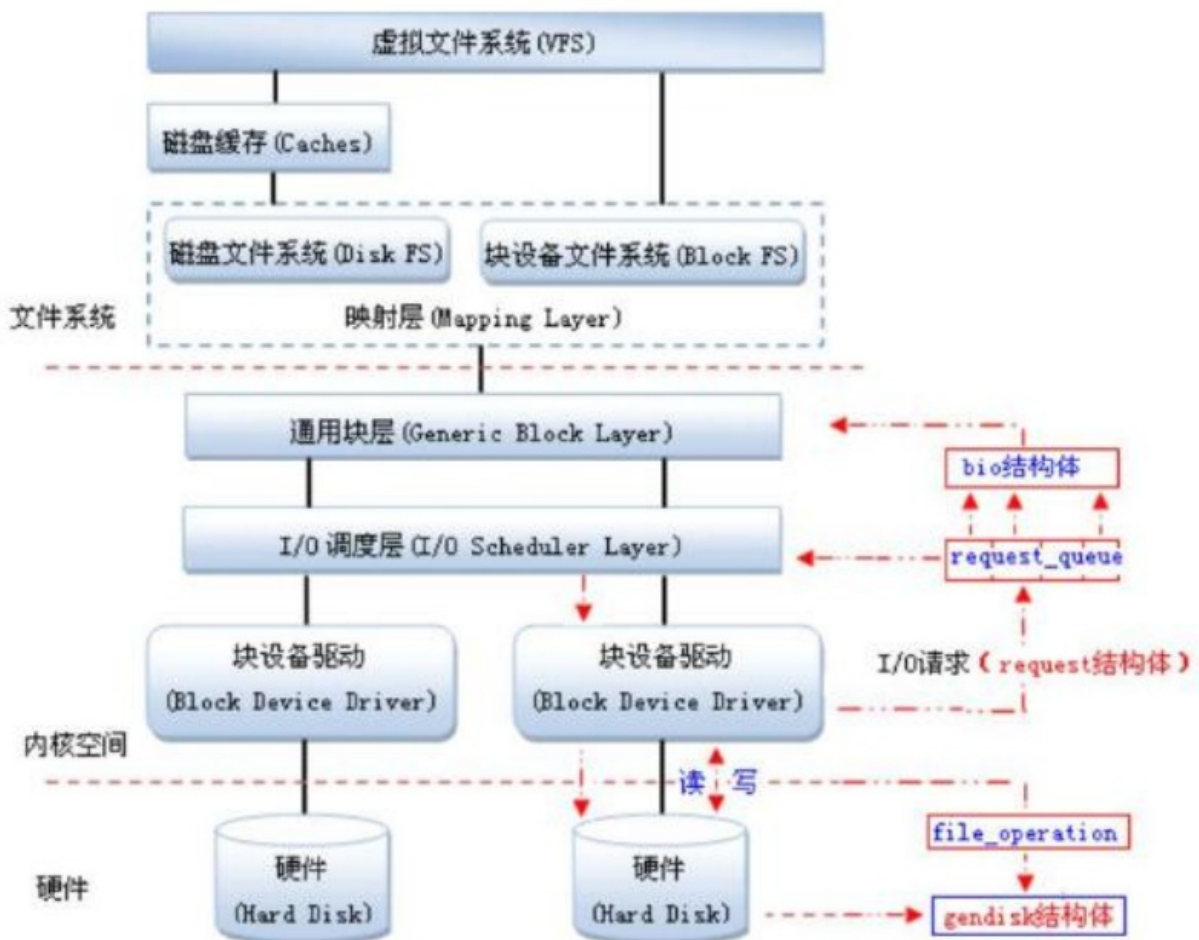 虚拟文件系统(VFS)
磁盘缓存(Caches)
磁盘文件系统(Disk FS)
块设备文件系统(Block FS)
文件系统
映射层(Mapping Layer)
通用块层(Generic Block Layer)
bio结构体
I/O 调度层(I/O Scheduler Layer)
request_queue
块设备驱动
(Block Device Driver)
块设备驱动
(Block Device Driver)
I/O请求(request结构体)
内核空间
读 写
file_operation
硬件
硬件
(Hard Disk)
硬件
(Hard Disk)
gendisk结构体